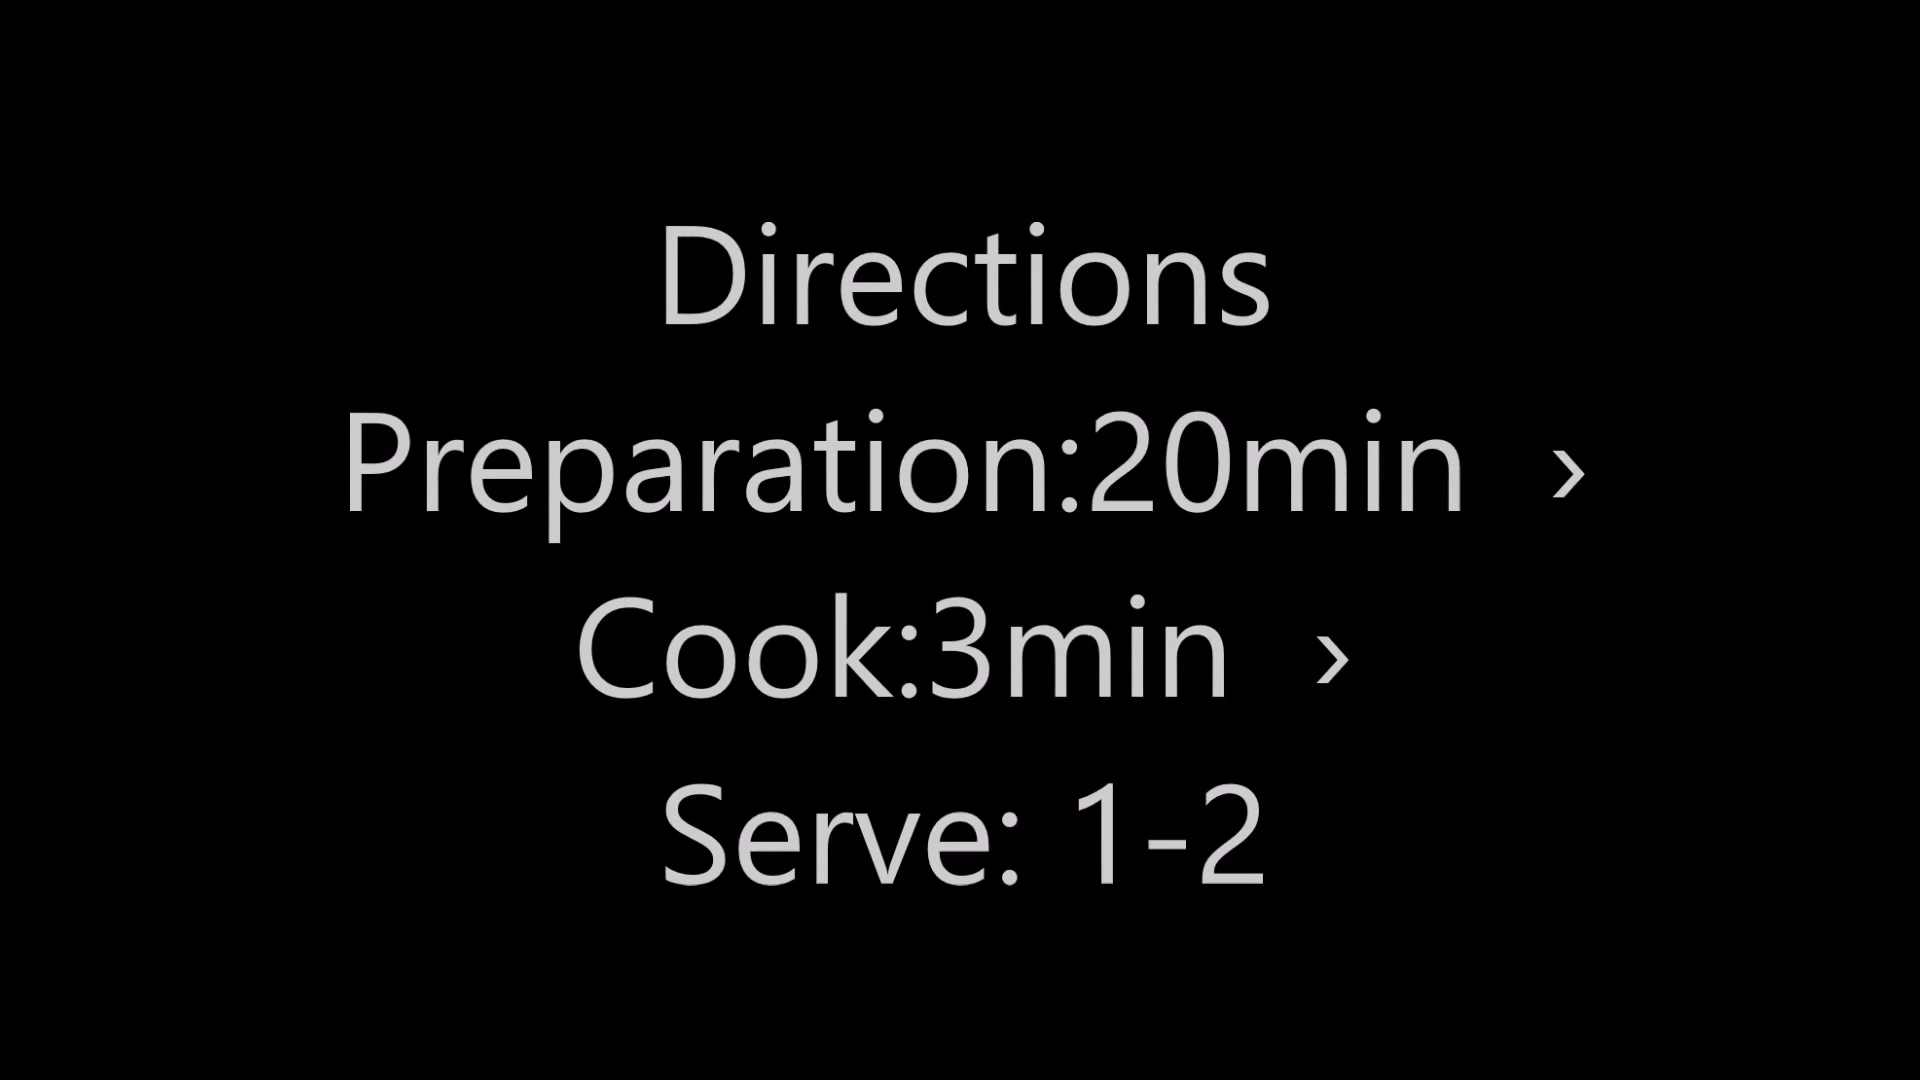 Directions
Preparation:20min ›
Cook:3min ›
Serve: 1-2